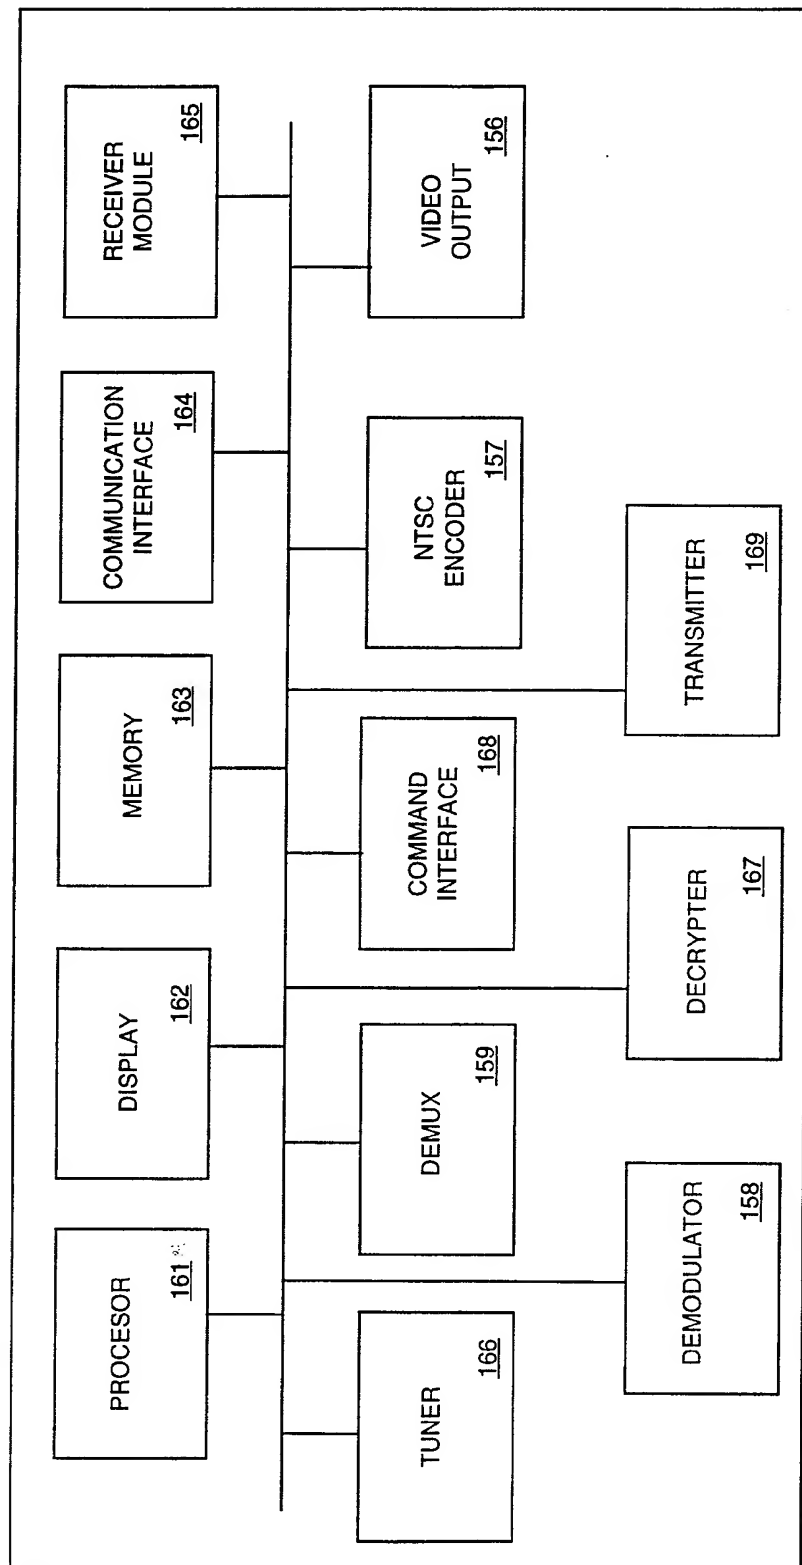 PROCESOR
161
DISPLAY
162
MEMORY
163
COMMUNICATION
INTERFACE
164
RECEIVER
MODULE
165
TUNER
166
DEMUX
159
COMMAND
INTERFACE
168
NTSC
ENCODER
157
VIDEO
OUTPUT
156
DEMODULATOR
158
DECRYPTER
167
TRANSMITTER
169